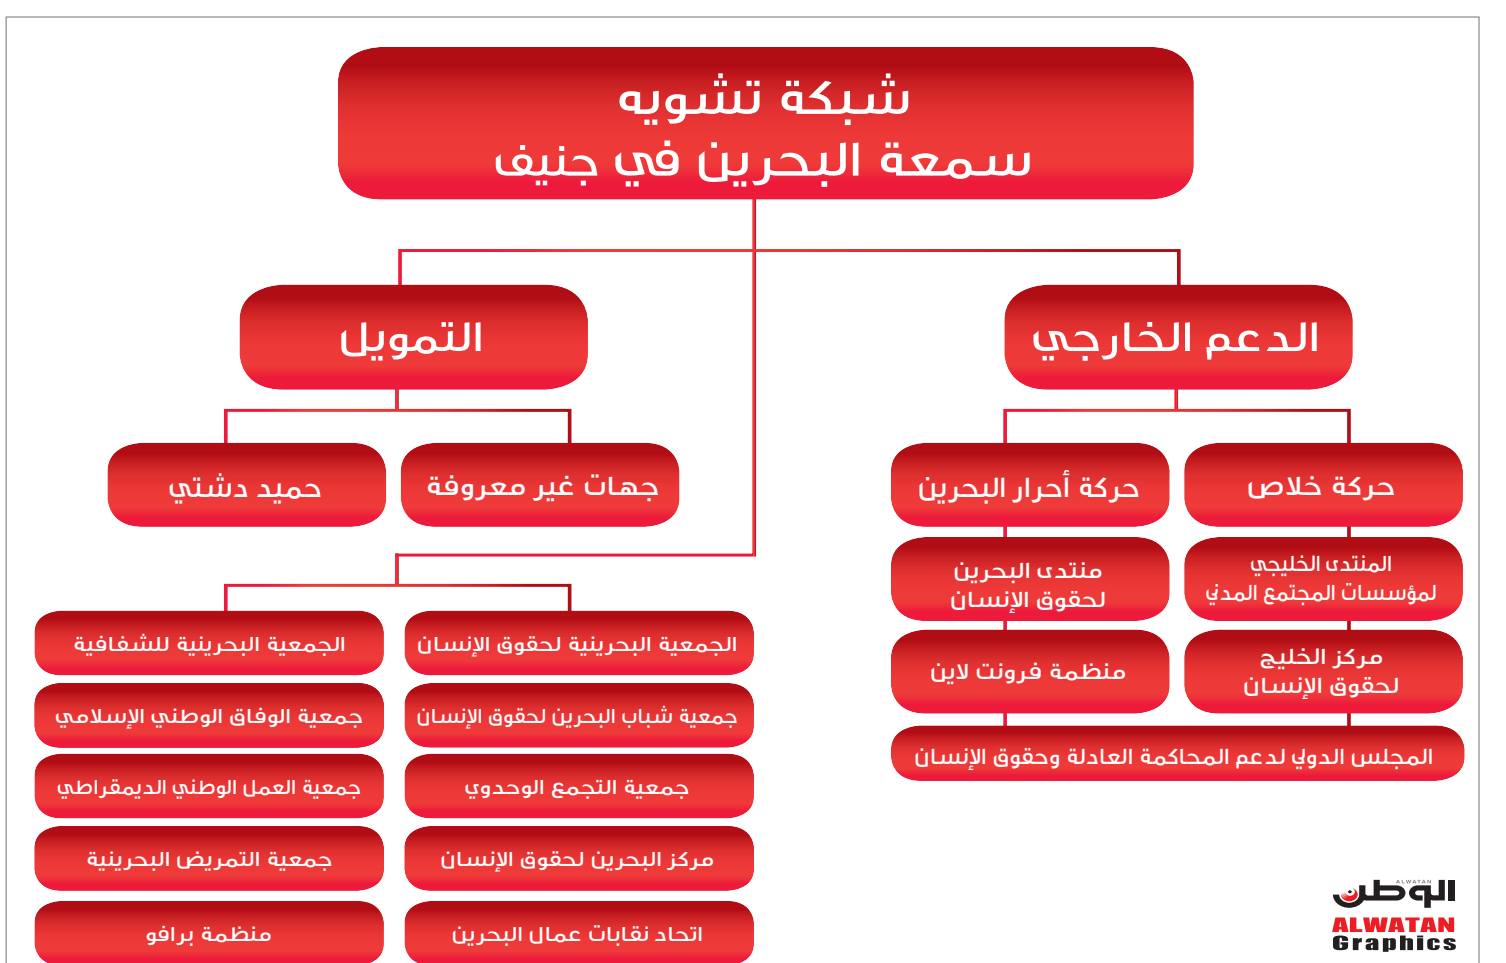 شبكة تشويه
سمعة البحرين في جنيف
الدعم الخارجي
التمويل
حركة خلاص
حركة أحرار البحرين
جهات غير معروفة
حميد دشتي
المنتدى الخليجي
لمؤسسات المجتمع المدني
منتدى البحرين
لحقوق الإنسان
مركز الخليج
لحقوق الإنسان
منظمة فرونت لاين
المجلس الدولي لدعم المحاكمة العادلة وحقوق الإنسان
الجمعية البحرينية لحقوق الإنسان
الجمعية البحرينية للشفافية
جمعية شباب البحرين لحقوق الإنسان
جمعية الوفاق الوطني الإسلامي
جمعية التجمع الوحدوي
جمعية العمل الوطني الديمقراطي
مركز البحرين لحقوق الإنسان
جمعية التمريض البحرينية
اتحاد نقابات عمال البحرين
منظمة برافو
ALWATAN
الوطن
ALWATAN
Graphics